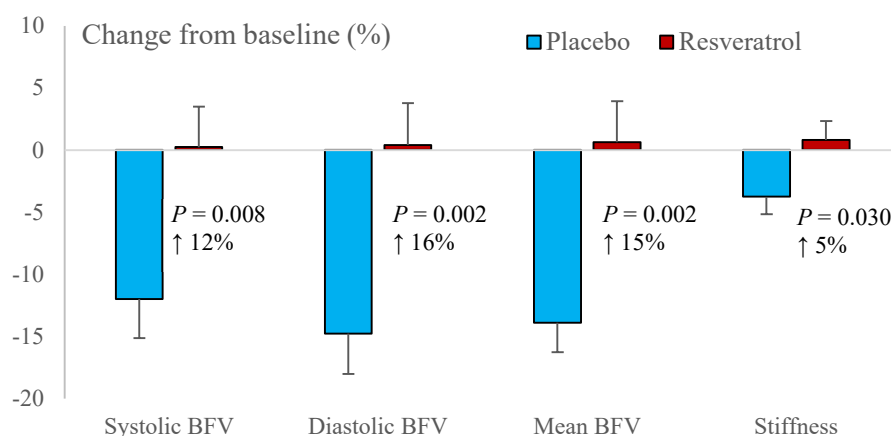 Change from baseline (%)
Placebo Resveratrol
10
5
0
-5
-10
-15
-20
P = 0.008
↑ 12%
P = 0.002
↑ 16%
P = 0.002
↑ 15%
P = 0.030
↑ 5%
Systolic BFV Diastolic BFV Mean BFV Stiffness